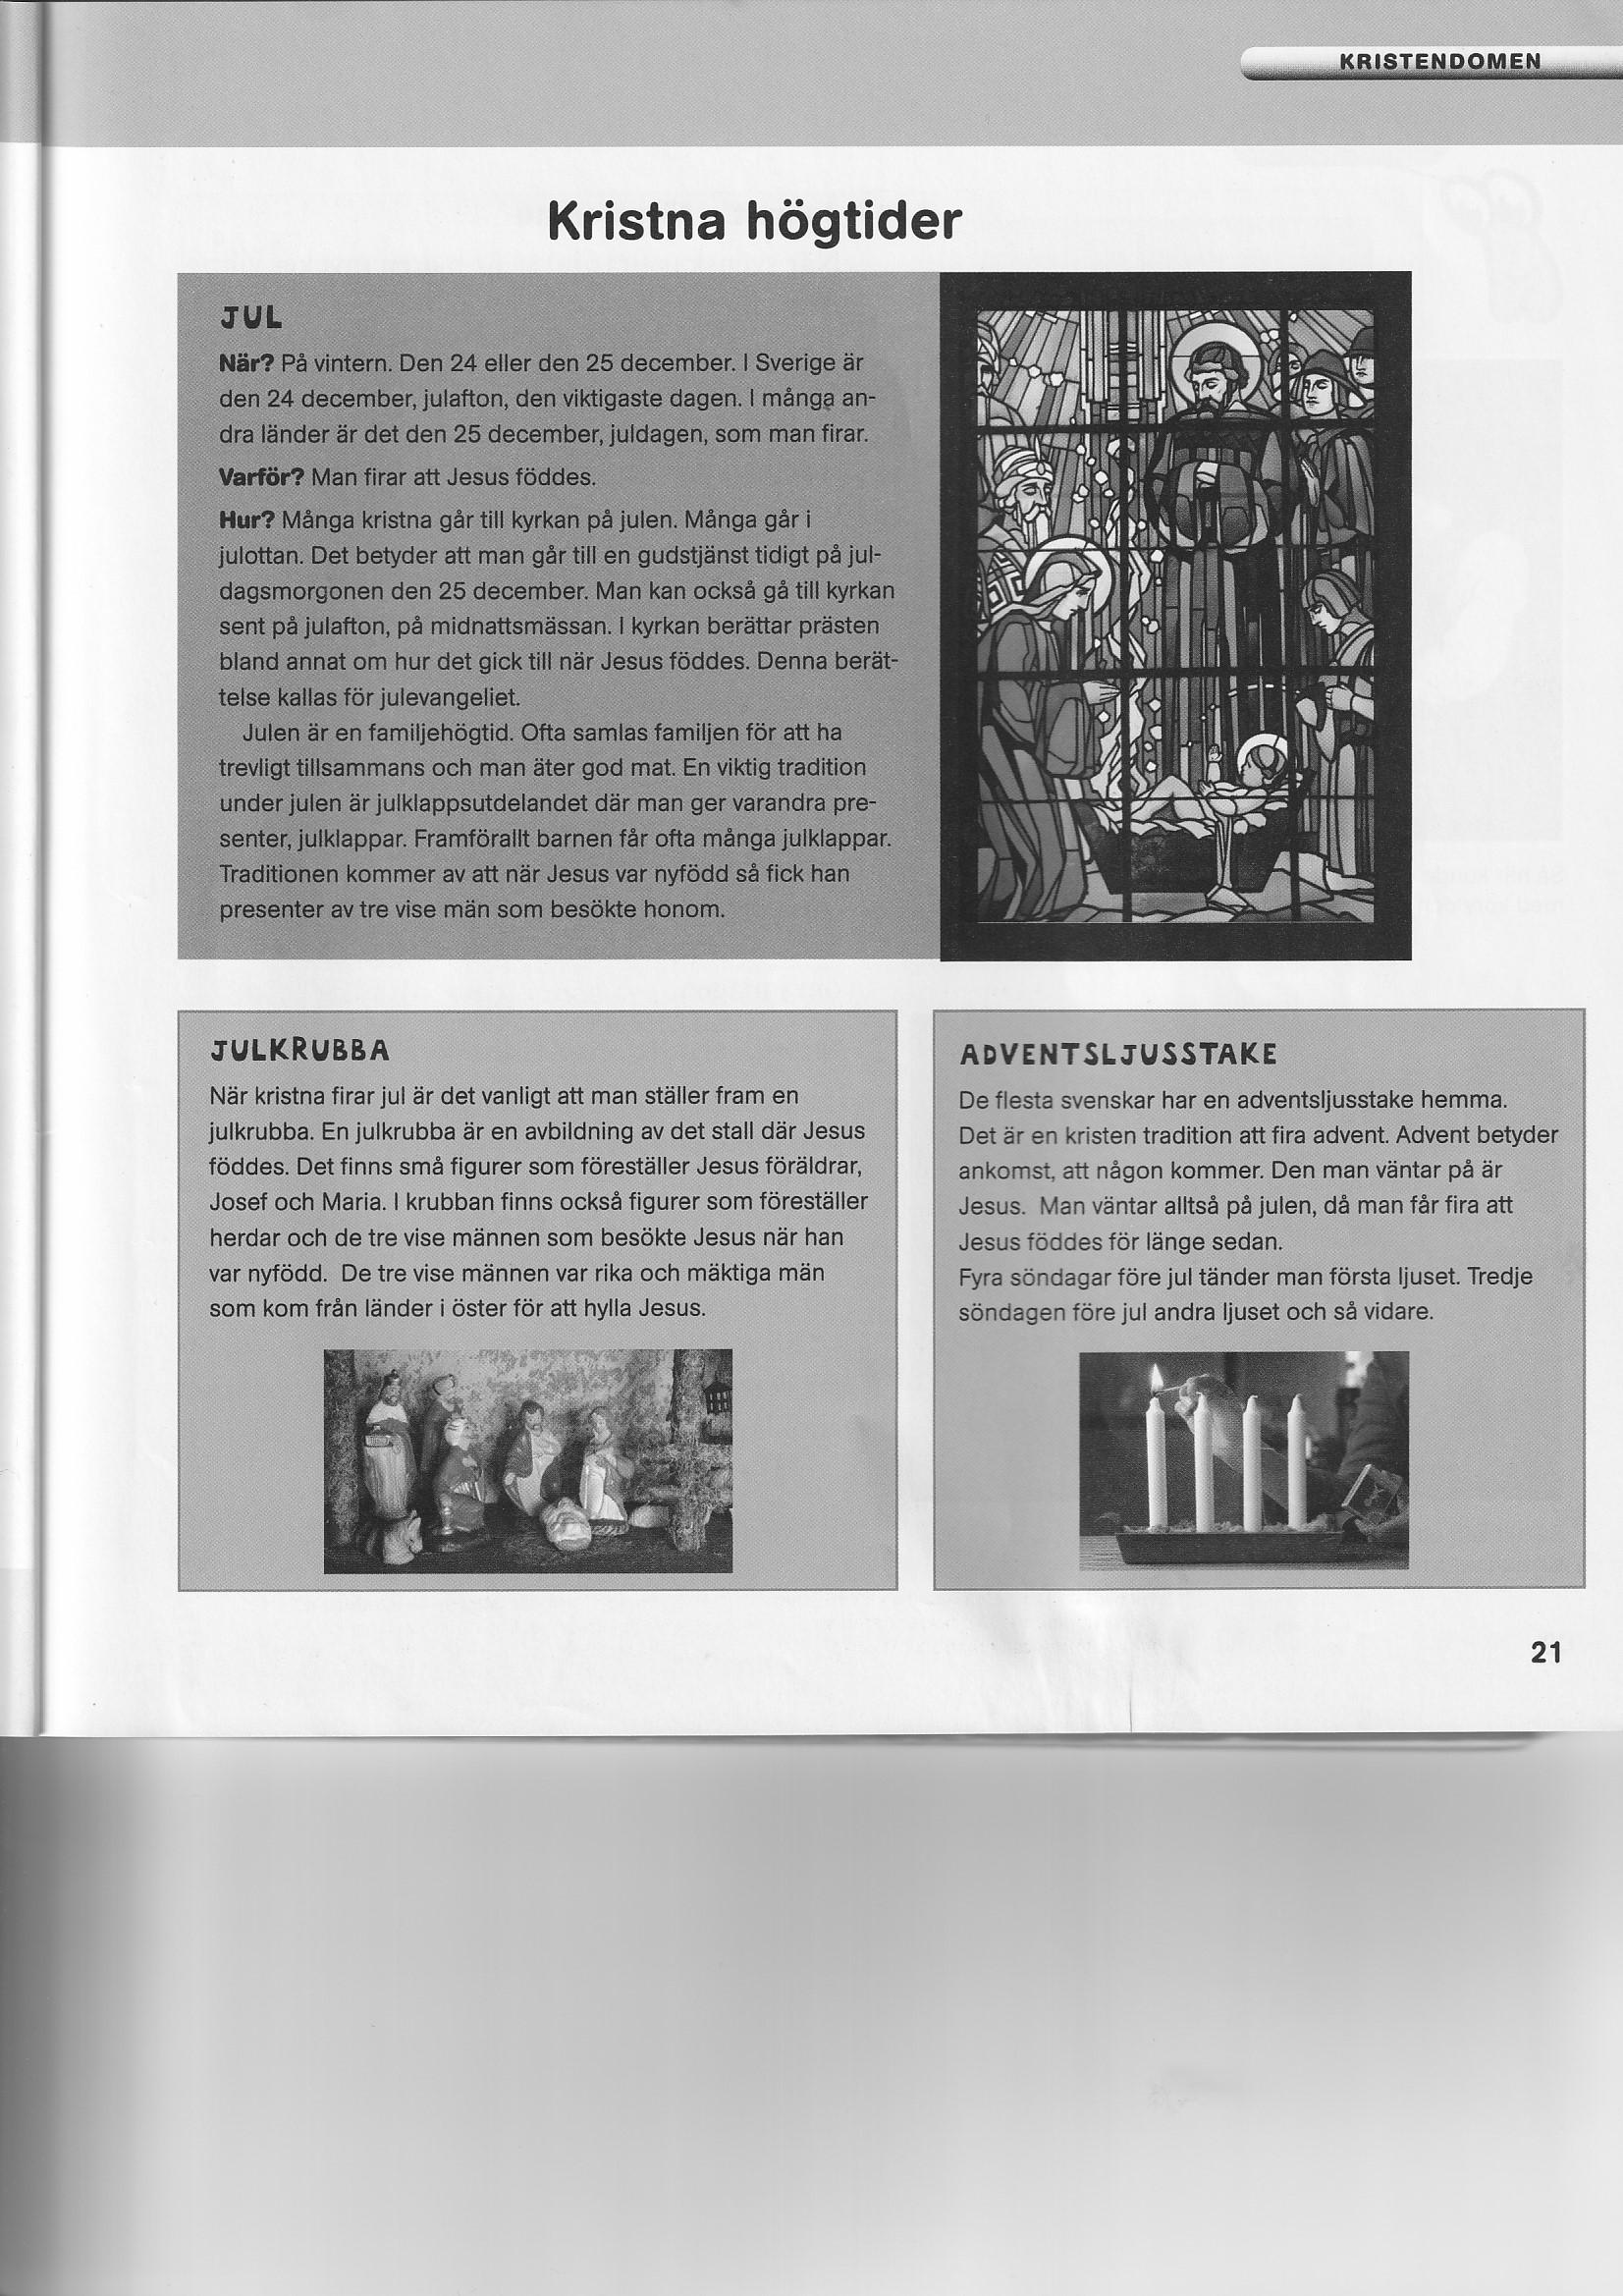 KRISTENDOMEN
Kristna högtider
JUL
När? På vintern. Den 24 eller den 25 december. I Sverige är
den 24 december, julafton, den viktigaste dagen. I många an-
dra länder är det den 25 december, juldagen, som man firar.
Varför? Man firar att Jesus föddes.
Hur? Många kristna går till kyrkan på julen. Många går i
julottan. Det betyder att man går till en gudstjänst tidigt på jul-
dagsmorgonen den 25 december. Man kan också gå till kyrkan
sent på julafton, på midnattsmässan. I kyrkan berättar prästen
bland annat om hur det gick till när Jesus föddes. Denna berät-
telse kallas för julevangeliet.
Julen är en familjehögtid. Ofta samlas familjen för att ha
trevligt tillsammans och man äter god mat. En viktig tradition
under julen är julklappsutdelandet där man ger varandra pre-
senter, julklappar. Framförallt barnen får ofta många julklappar.
Traditionen kommer av att när Jesus var nyfödd så fick han
presenter av tre vise män som besökte honom.
JULKRUBBA
När kristna firar jul är det vanligt att man ställer fram en
julkrubba. En julkrubba är en avbildning av det stall där Jesus
föddes. Det finns små figurer som föreställer Jesus föräldrar,
Josef och Maria. I krubban finns också figurer som föreställer
herdar och de tre vise männen som besökte Jesus när han
var nyfödd. De tre vise männen var rika och mäktiga män
som kom från länder i öster för att hylla Jesus.
ADVENTSLJUSSTAKE
De flesta svenskar har en adventsljusstake hemma.
Det är en kristen tradition att fira advent. Advent betyder
ankomst, att någon kommer. Den man väntar på är
Jesus. Man väntar alltså på julen, då man får fira att
Jesus föddes för länge sedan.
Fyra söndagar före jul tänder man första ljuset. Tredje
söndagen före jul andra ljuset och så vidare.
21